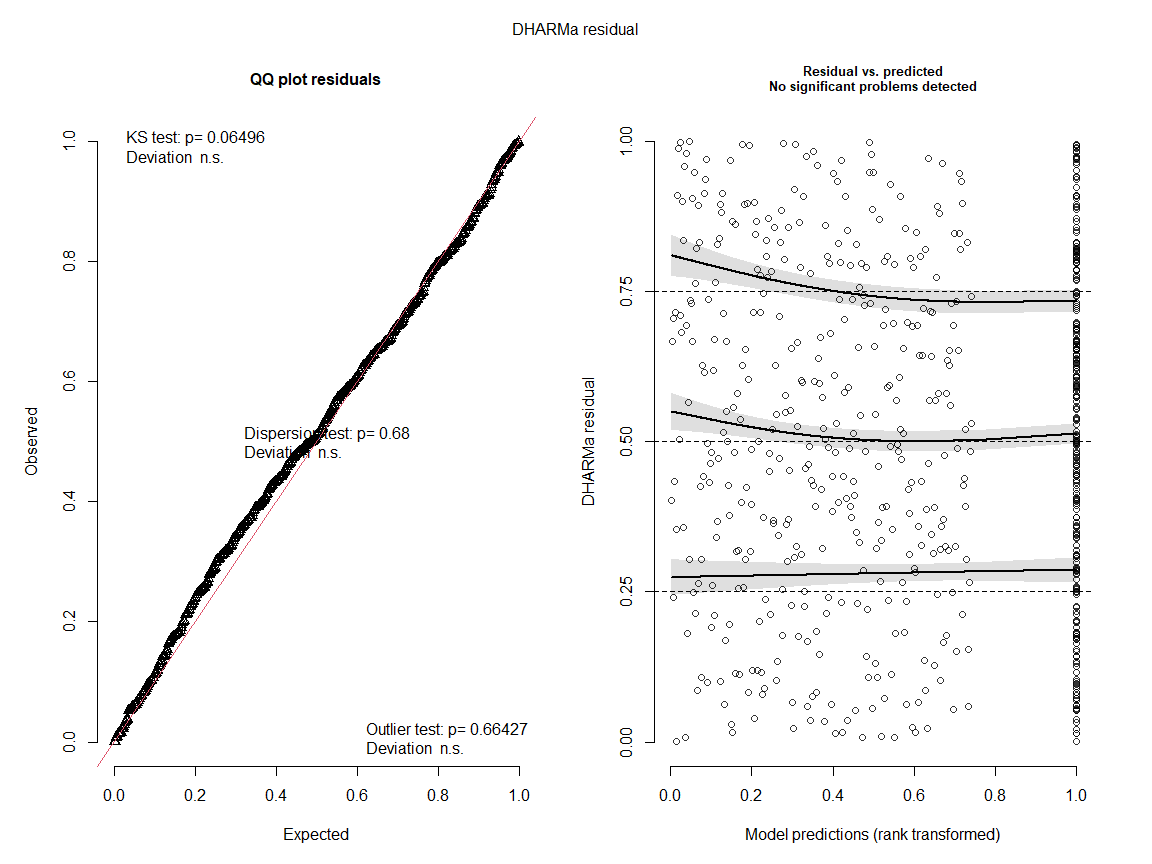 DHARMa residual
QQ plot residuals
KS test: p= 0.06496
Deviation n.s.
Dispersion test: p= 0.68
Deviation n.s.
Outlier test: p= 0.66427
Deviation n.s.
Observed
0.0
0.2
0.4
0.6
0.8
1.0
0.0 0.2 0.4 0.6 0.8 1.0
Expected
Residual vs. predicted
No significant problems detected
DHARMa residual
0.00
0.25
0.50
0.75
1.00
0.0 0.2 0.4 0.6 0.8 1.0
Model predictions (rank transformed)